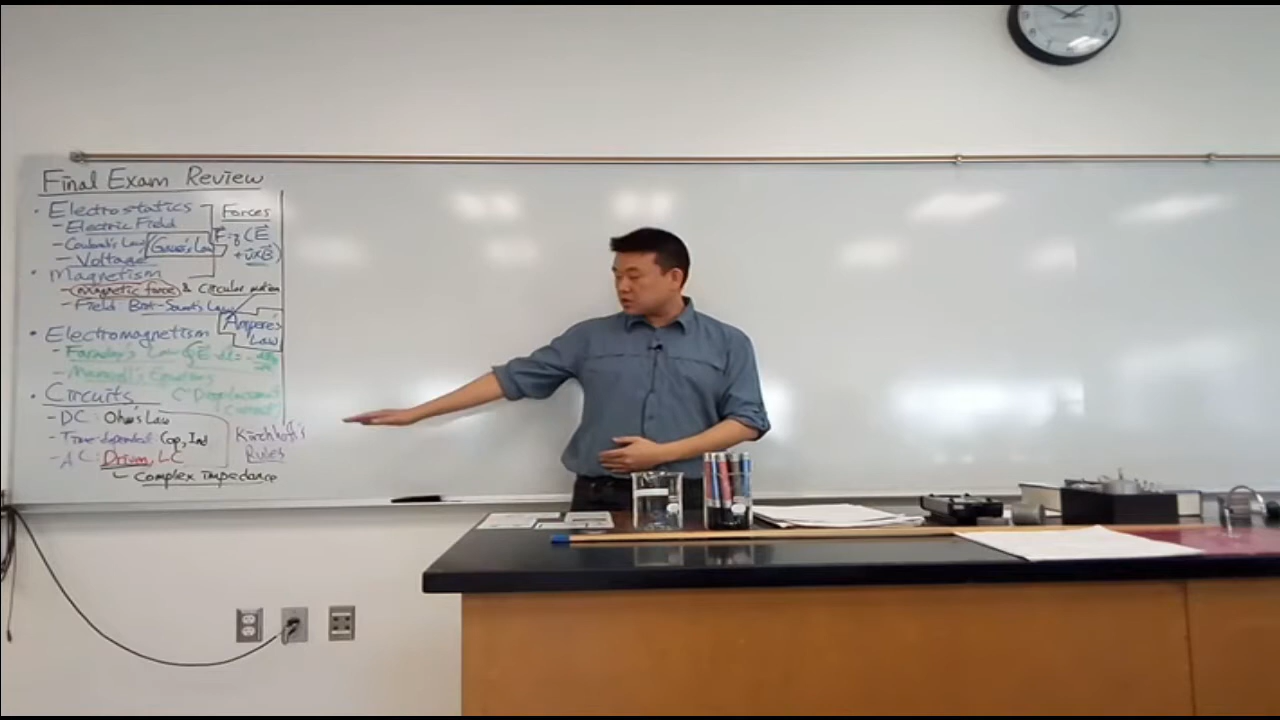 Final Exam Review
• Electrostatics
Forces
- Electric Field
F⃗=q(E⃗
- Coulomb's Law
Gauss's Law
+ v⃗×B⃗)
- Voltage
• Magnetism
- magnetic force & circular motion
- Field: Biot-Savart's Law
Ampere's
Law
• Electromagnetism
- Faraday's Law
- Maxwell's Equations
• Circuits
Displacement
Current
- DC: Ohm's Law
Kirchhoff's
Rules
- Time-dependent: Cap, Ind
- AC: Driven, LC
Complex impedance